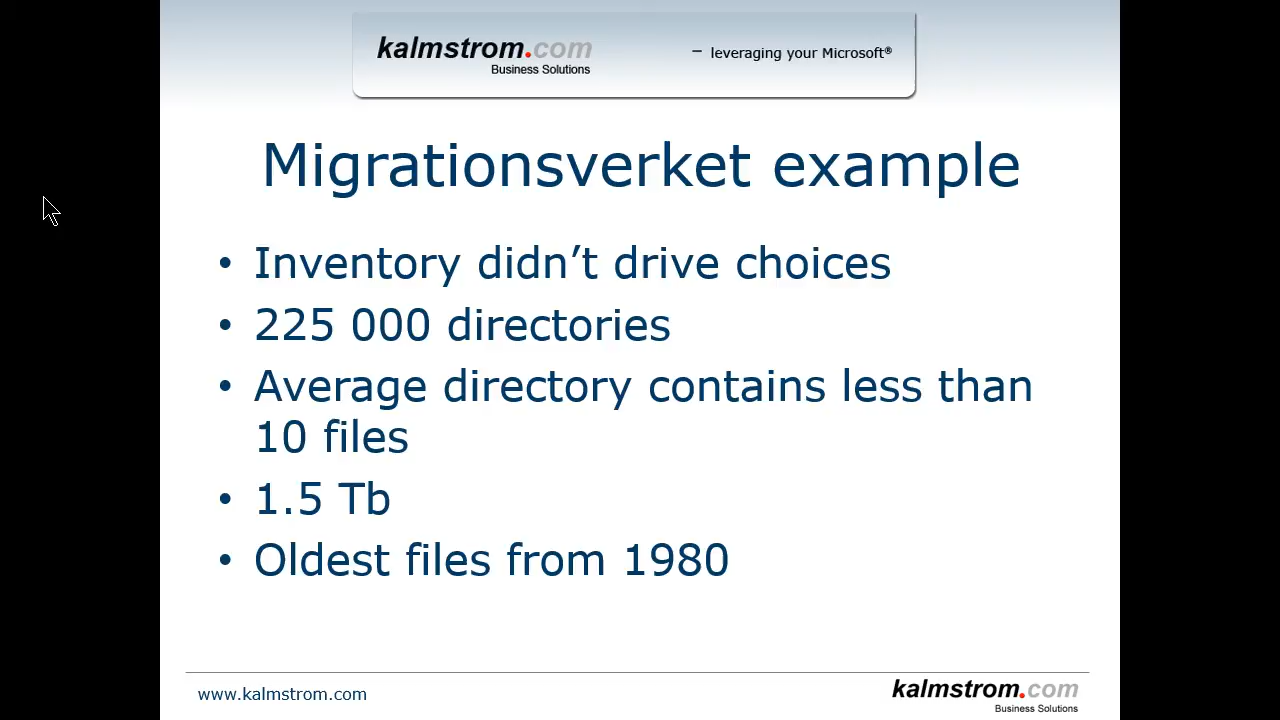 kalmstrom.com
Business Solutions
– leveraging your Microsoft®
Migrationsverket example
• Inventory didn’t drive choices
• 225 000 directories
• Average directory contains less than
10 files
• 1.5 Tb
• Oldest files from 1980
www.kalmstrom.com
kalmstrom.com
Business Solutions